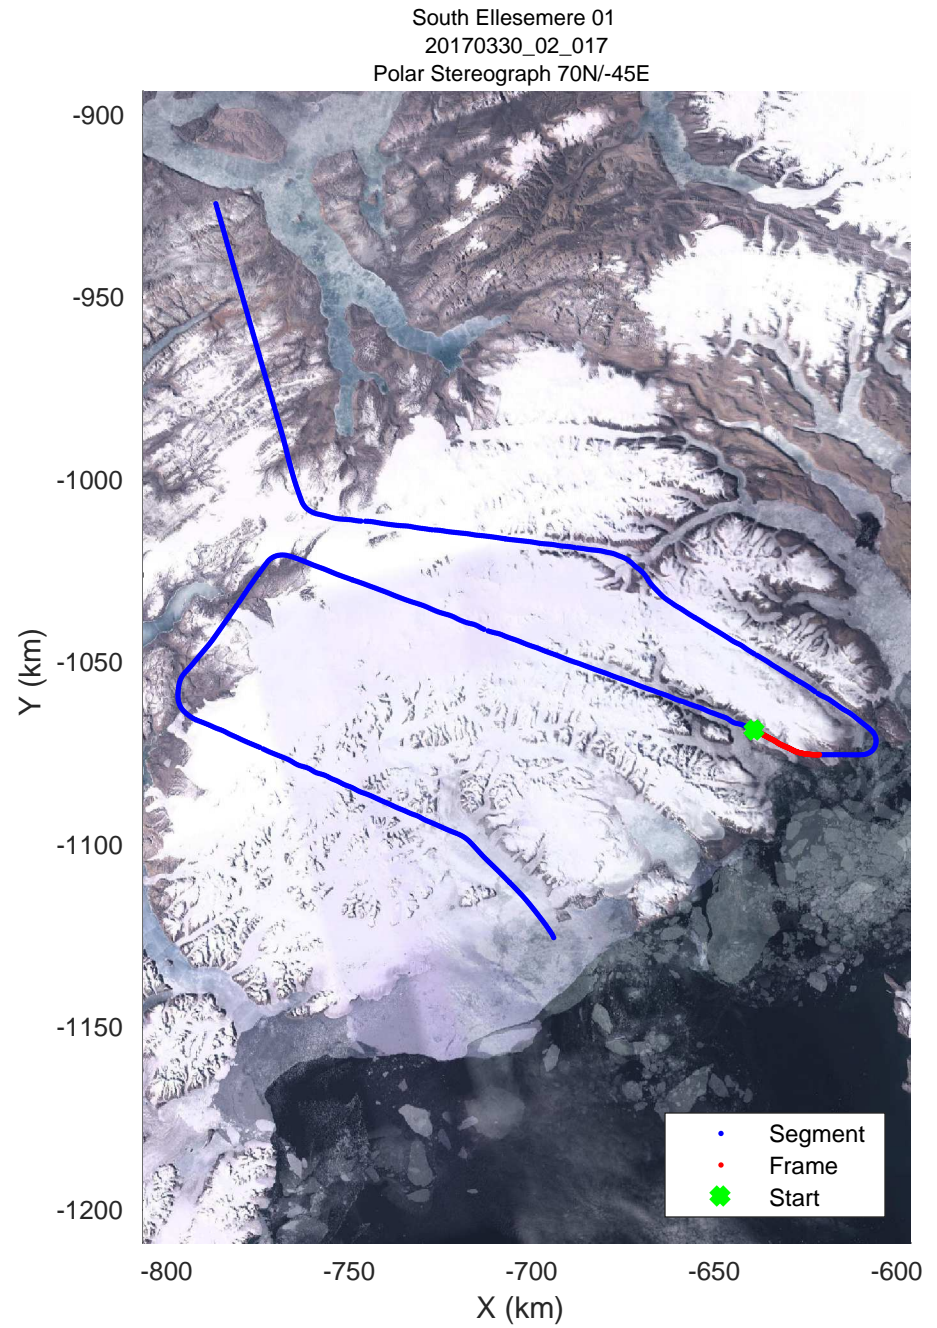 South Ellesemere 01
20170330_02_017
Polar Stereograph 70N/-45E
-900
-950
-1000
-1050
-1100
-1150
-1200
Y (km)
Segment
Frame
Start
-800
-750
-700
-650
-600
X (km)